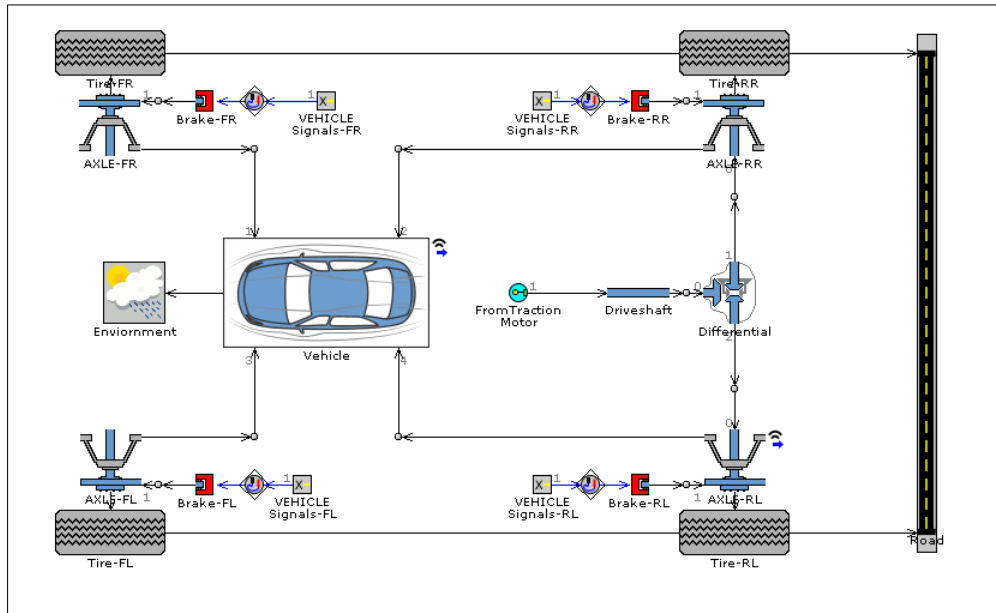 Tire-FR
Tire-RR
1
1
1
1
Brake-FR
VEHICLE
Signals-FR
VEHICLE
Signals-RR
Brake-RR
AXLE-FR
AXLE-RR
0
1
2
1
Enviornment
Vehicle
1
FromTraction
Motor
Driveshaft
0
Differential
2
3
4
0
AXLE-FL
1
Brake-FL
1
VEHICLE
Signals-FL
1
VEHICLE
Signals-RL
Brake-RL
1
AXLE-RL
Tire-FL
Tire-RL
Road
X
X
X
X